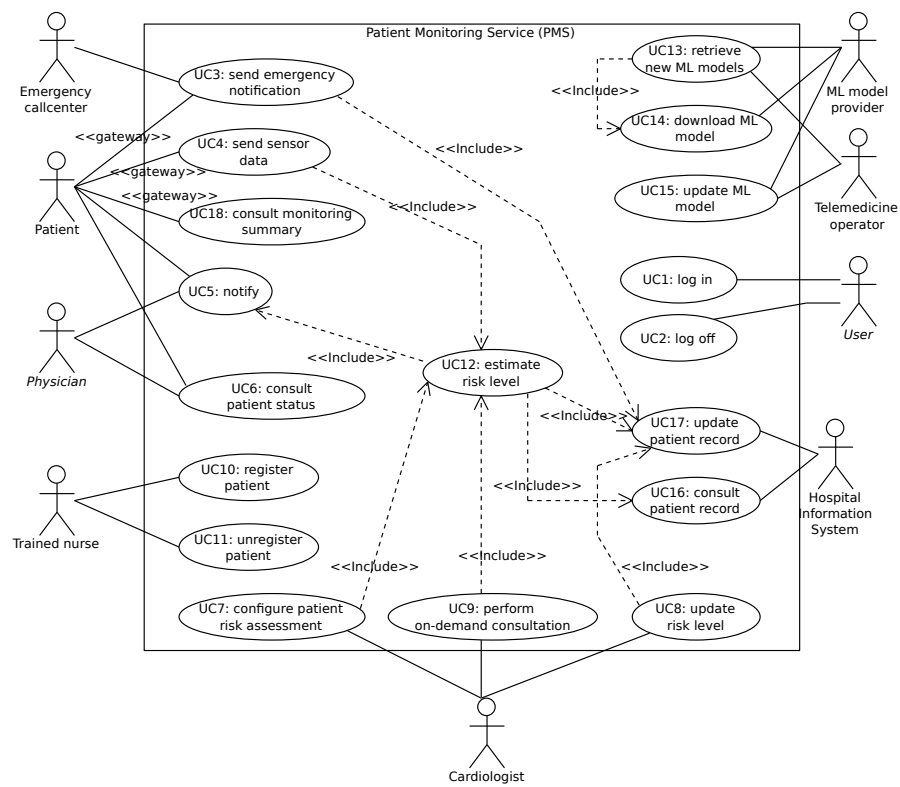 Patient Monitoring Service (PMS)
Emergency
callcenter
UC3: send emergency
notification
UC13: retrieve
new ML models
ML model
provider
<<Include>>
UC14: download ML
model
<<gateway>>
UC4: send sensor
data
<<Include>>
<<gateway>>
Patient
<<gateway>>
UC18: consult monitoring
summary
<<Include>>
UC15: update ML
model
Telemedicine
operator
UC5: notify
UC1: log in
User
UC2: log off
Physician
<<Include>>
UC12: estimate
risk level
UC6: consult
patient status
<<Include>>
UC17: update
patient record
UC10: register
patient
<<Include>>
UC16: consult
patient record
Hospital
Information
System
Trained nurse
UC11: unregister
patient
<<Include>>
<<Include>>
<<Include>>
UC7: configure patient
risk assessment
UC9: perform
on-demand consultation
UC8: update
risk level
Cardiologist